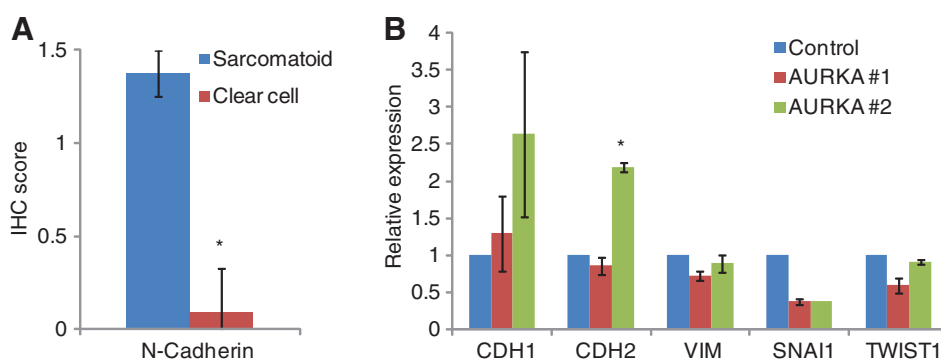 A
IHC score
1.5
1
0.5
0
Sarcomatoid
Clear cell
*
N-Cadherin
B
Relative expression
4
3.5
3
2.5
2
1.5
1
0.5
0
Control
AURKA #1
AURKA #2
*
CDH1 CDH2 VIM SNAI1 TWIST1